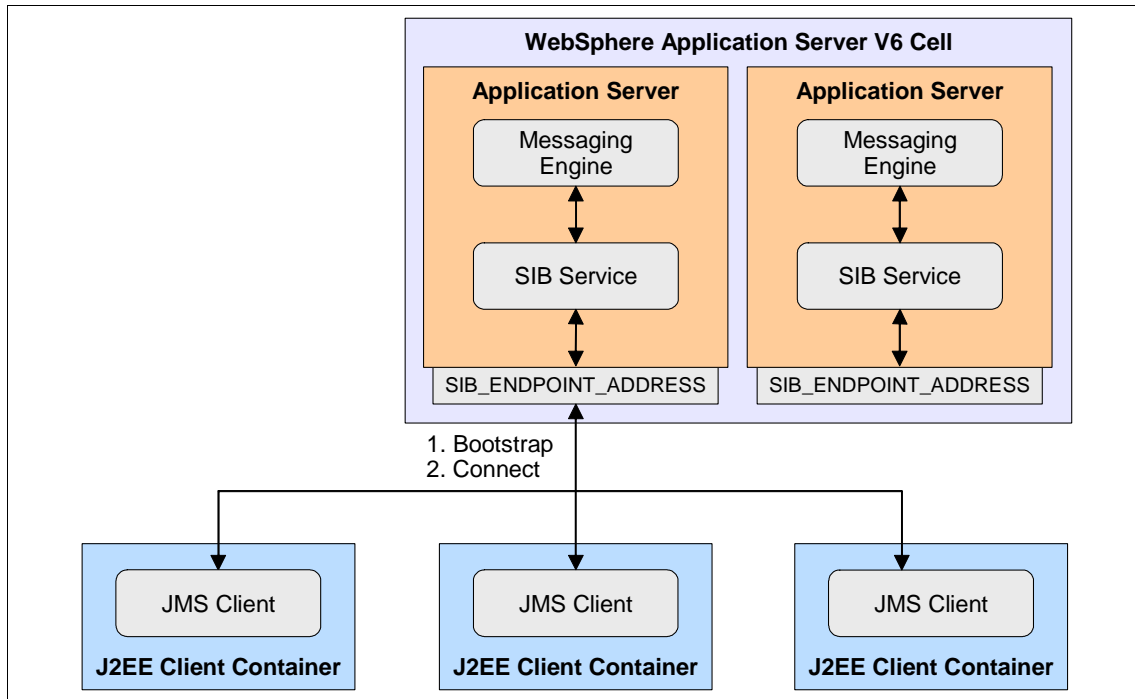 WebSphere Application Server V6 Cell
Application Server
Application Server
Messaging
Engine
Messaging
Engine
SIB Service
SIB Service
SIB_ENDPOINT_ADDRESS
SIB_ENDPOINT_ADDRESS
1. Bootstrap
2. Connect
JMS Client
JMS Client
JMS Client
J2EE Client Container
J2EE Client Container
J2EE Client Container